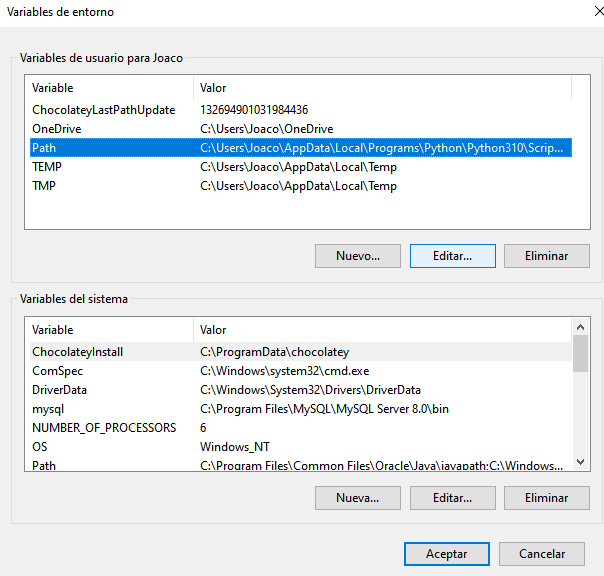 Variables de entorno
Variables de usuario para Joaco
Variable Valor
ChocolateyLastPathUpdate 132694901031984436
OneDrive C:\Users\Joaco\OneDrive
Path C:\Users\Joaco\AppData\Local\Programs\Python\Python310\Scrip...
TEMP C:\Users\Joaco\AppData\Local\Temp
TMP C:\Users\Joaco\AppData\Local\Temp
Nuevo... Editar... Eliminar
Variables del sistema
Variable Valor
ChocolateyInstall C:\ProgramData\chocolatey
ComSpec C:\Windows\system32\cmd.exe
DriverData C:\Windows\System32\Drivers\DriverData
mysql C:\Program Files\MySQL\MySQL Server 8.0\bin
NUMBER_OF_PROCESSORS 6
OS Windows_NT
Path C:\Program Files\Common Files\Oracle\Java\javapath;C:\Windows...
Nueva... Editar... Eliminar
Aceptar Cancelar